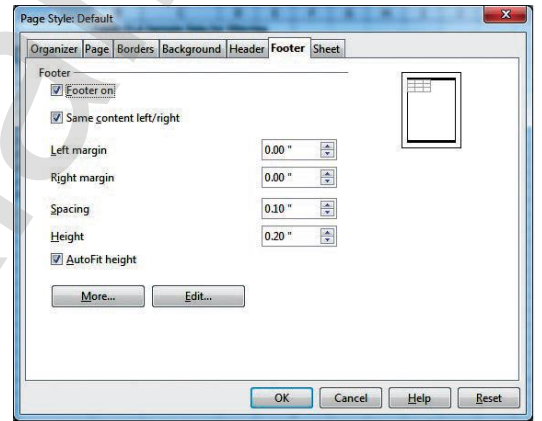 Page Style: Default
Organizer Page Borders Background Header Footer Sheet
Footer
Footer on
Same content left/right
Left margin 0.00 "
Right margin 0.00 "
Spacing 0.10 "
Height 0.20 "
AutoFit height
More... Edit...
OK Cancel Help Reset